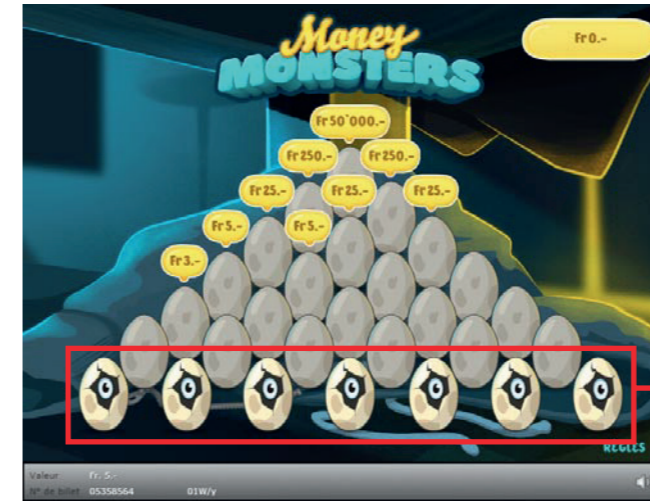 Money
MONSTERS
Fr 0.-
Fr 50'000.-
Fr 250.- Fr 250.-
Fr 25.- Fr 25.- Fr 25.-
Fr 5.- Fr 5.-
Fr 3.-
REGLES
Valeur fr. 5.-
N° de billet 05358564 01W/y